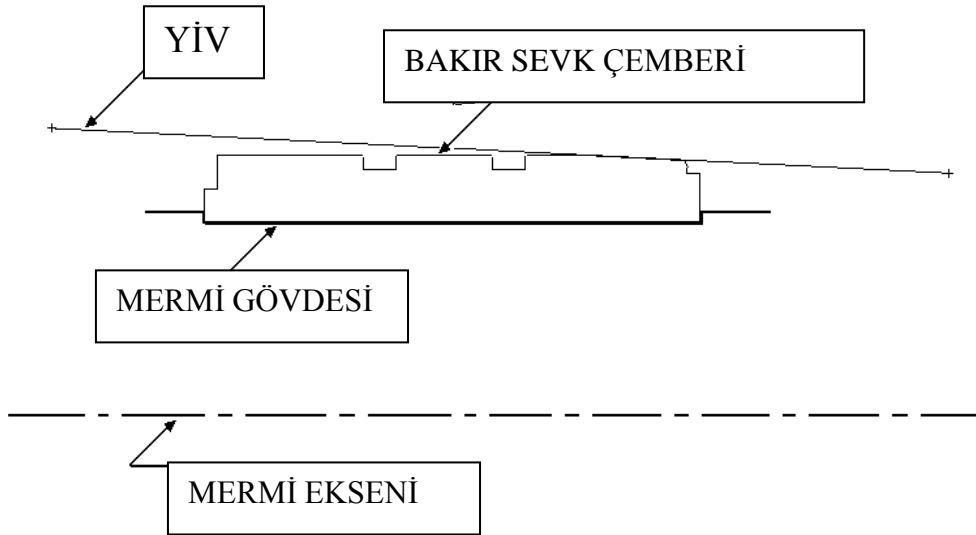 YİV
BAKIR SEVK ÇEMBERİ
MERMİ GÖVDESİ
MERMİ EKSENİ